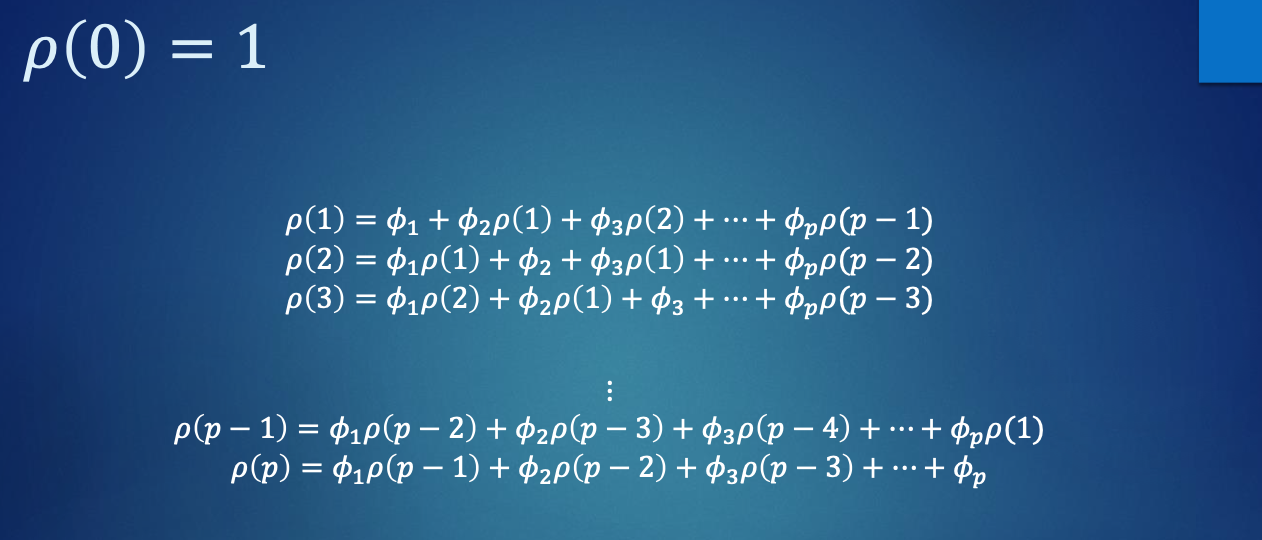 ρ(0) = 1
ρ(1) = ϕ₁ + ϕ₂ρ(1) + ϕ₃ρ(2) + ⋯ + ϕₚρ(p − 1)
ρ(2) = ϕ₁ρ(1) + ϕ₂ + ϕ₃ρ(1) + ⋯ + ϕₚρ(p − 2)
ρ(3) = ϕ₁ρ(2) + ϕ₂ρ(1) + ϕ₃ + ⋯ + ϕₚρ(p − 3)
⋮
ρ(p − 1) = ϕ₁ρ(p − 2) + ϕ₂ρ(p − 3) + ϕ₃ρ(p − 4) + ⋯ + ϕₚρ(1)
ρ(p) = ϕ₁ρ(p − 1) + ϕ₂ρ(p − 2) + ϕ₃ρ(p − 3) + ⋯ + ϕₚ